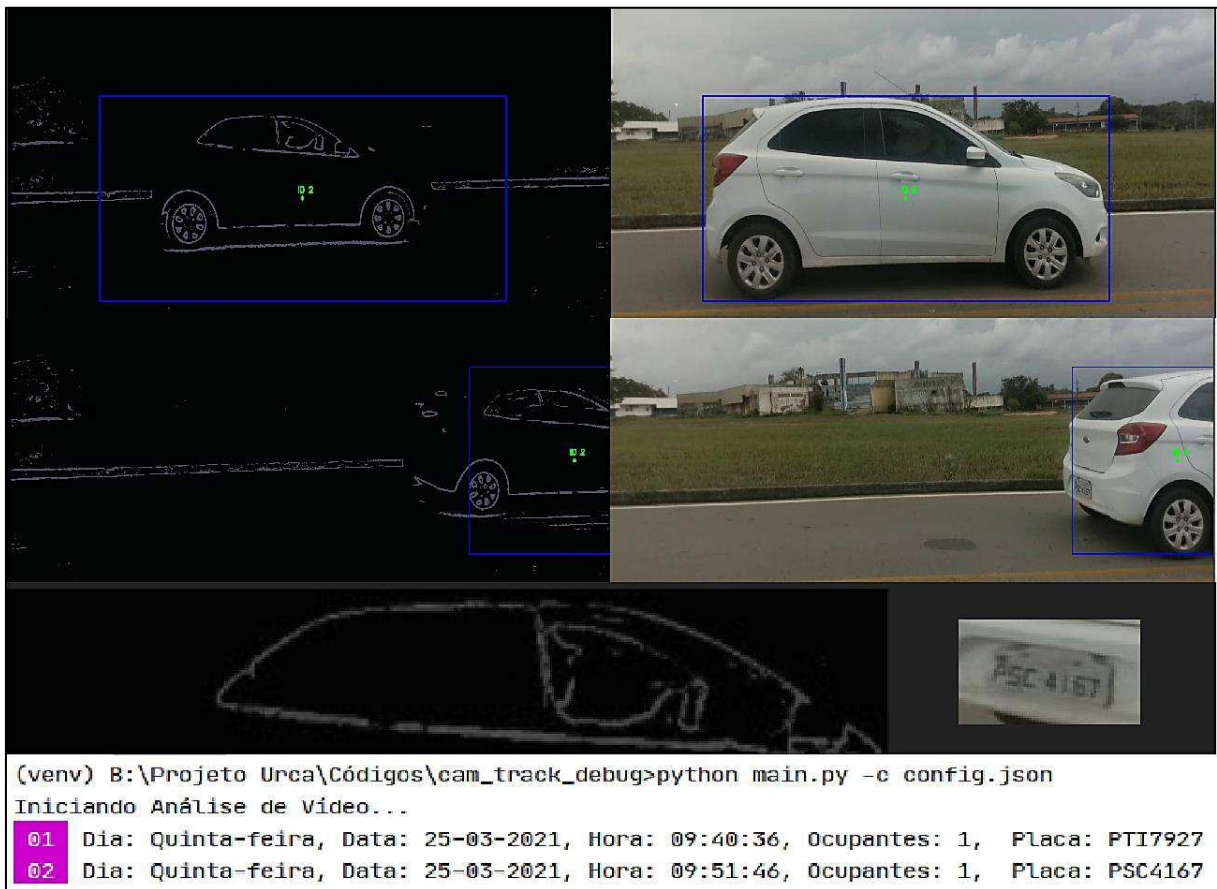 ID 2
ID 2
ID 2
PSC 4167
(venv) B:\Projeto Urca\Códigos\cam_track_debug>python main.py -c config.json
Iniciando Análise de Vídeo...
01 Dia: Quinta-feira, Data: 25-03-2021, Hora: 09:40:36, Ocupantes: 1, Placa: PTI7927
02 Dia: Quinta-feira, Data: 25-03-2021, Hora: 09:51:46, Ocupantes: 1, Placa: PSC4167